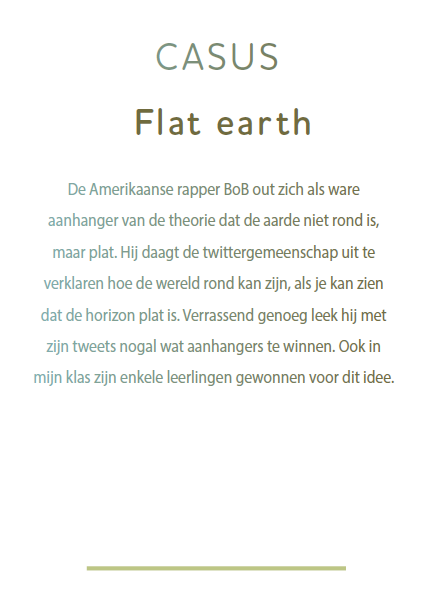 CASUS
Flat earth
De Amerikaanse rapper BoB out zich als ware
aanhanger van de theorie dat de aarde niet rond is,
maar plat. Hij daagt de twittergemeenschap uit te
verklaren hoe de wereld rond kan zijn, als je kan zien
dat de horizon plat is. Verrassend genoeg leek hij met
zijn tweets nogal wat aanhangers te winnen. Ook in
mijn klas zijn enkele leerlingen gewonnen voor dit idee.